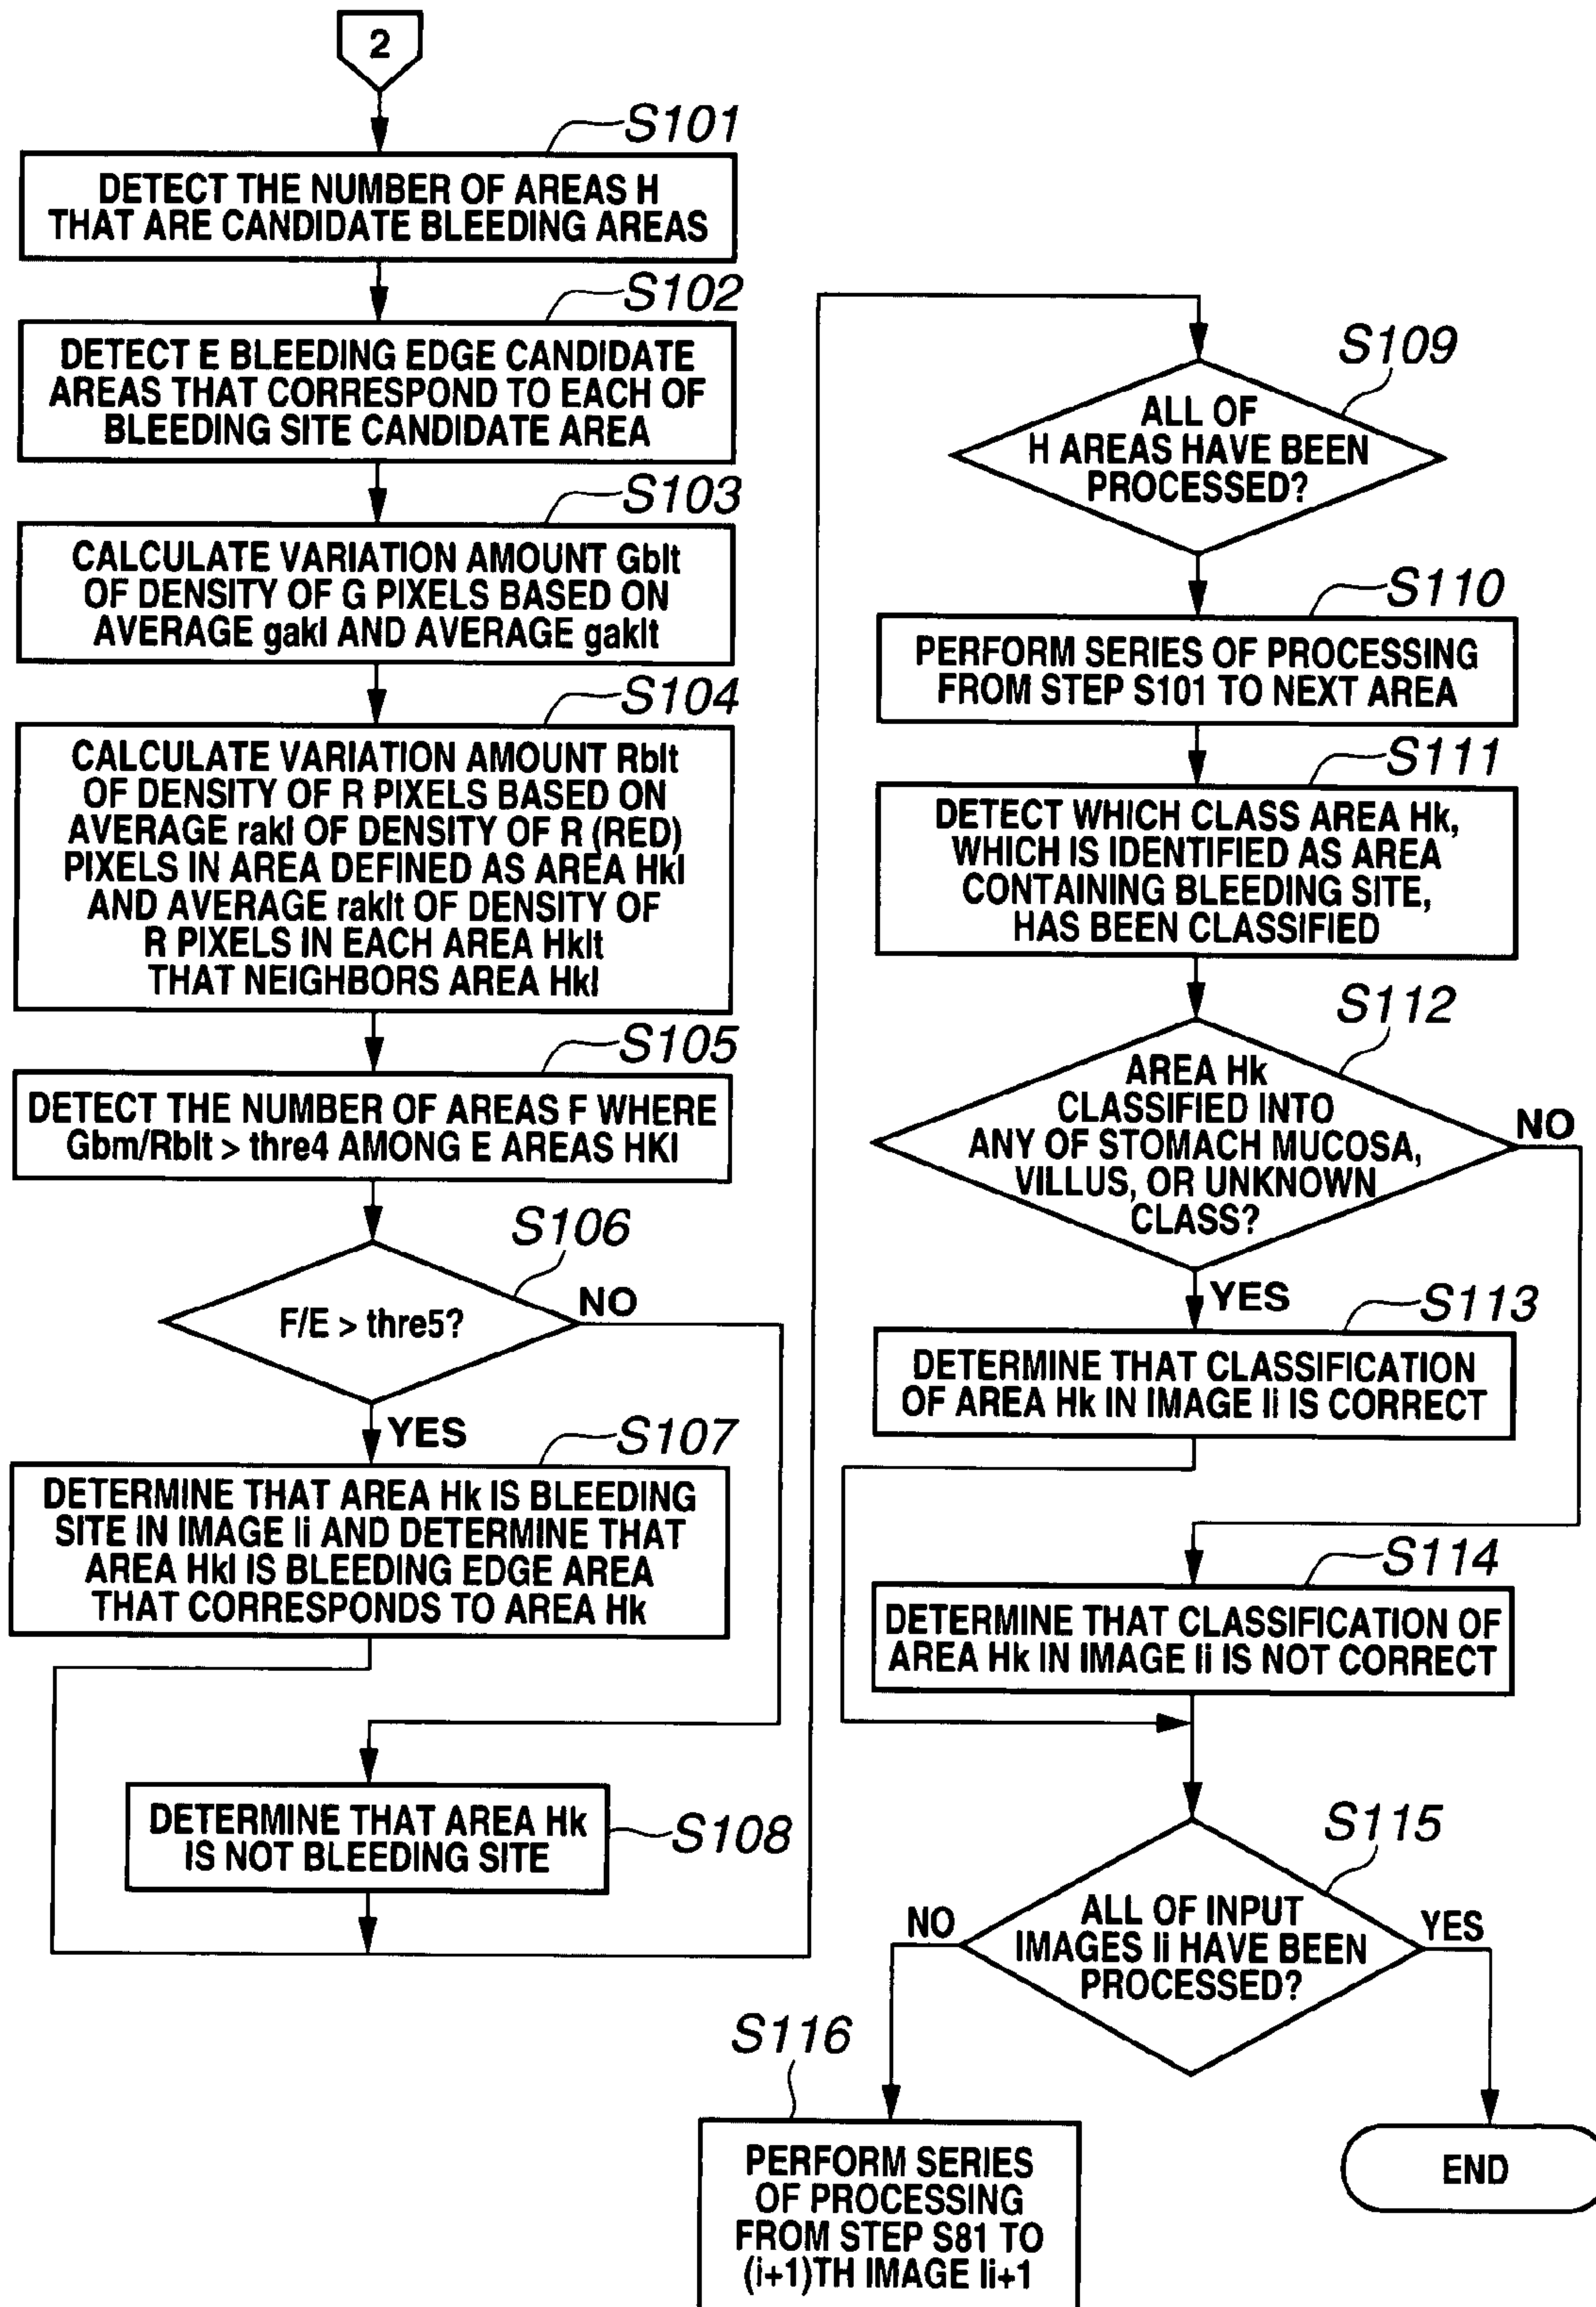 2
S101
DETECT THE NUMBER OF AREAS H
THAT ARE CANDIDATE BLEEDING AREAS
S102
DETECT E BLEEDING EDGE CANDIDATE
AREAS THAT CORRESPOND TO EACH OF
BLEEDING SITE CANDIDATE AREA
S103
CALCULATE VARIATION AMOUNT Gblt
OF DENSITY OF G PIXELS BASED ON
AVERAGE gakl AND AVERAGE gaklt
S104
CALCULATE VARIATION AMOUNT Rblt
OF DENSITY OF R PIXELS BASED ON
AVERAGE rakl OF DENSITY OF R (RED)
PIXELS IN AREA DEFINED AS AREA Hkl
AND AVERAGE raklt OF DENSITY OF
R PIXELS IN EACH AREA Hklt
THAT NEIGHBORS AREA Hkl
S105
DETECT THE NUMBER OF AREAS F WHERE
Gbm/Rblt > thre4 AMONG E AREAS HKl
S106
F/E > thre5?
NO
YES
S107
DETERMINE THAT AREA Hk IS BLEEDING
SITE IN IMAGE Ii AND DETERMINE THAT
AREA Hkl IS BLEEDING EDGE AREA
THAT CORRESPONDS TO AREA Hk
DETERMINE THAT AREA Hk
IS NOT BLEEDING SITE
S108
S109
ALL OF
H AREAS HAVE BEEN
PROCESSED?
S110
PERFORM SERIES OF PROCESSING
FROM STEP S101 TO NEXT AREA
S111
DETECT WHICH CLASS AREA Hk,
WHICH IS IDENTIFIED AS AREA
CONTAINING BLEEDING SITE,
HAS BEEN CLASSIFIED
S112
AREA Hk
CLASSIFIED INTO
ANY OF STOMACH MUCOSA,
VILLUS, OR UNKNOWN
CLASS?
NO
YES
S113
DETERMINE THAT CLASSIFICATION
OF AREA Hk IN IMAGE Ii IS CORRECT
S114
DETERMINE THAT CLASSIFICATION OF
AREA Hk IN IMAGE Ii IS NOT CORRECT
S115
ALL OF INPUT
IMAGES Ii HAVE BEEN
PROCESSED?
NO
YES
S116
PERFORM SERIES
OF PROCESSING
FROM STEP S81 TO
(i+1)TH IMAGE Ii+1
END